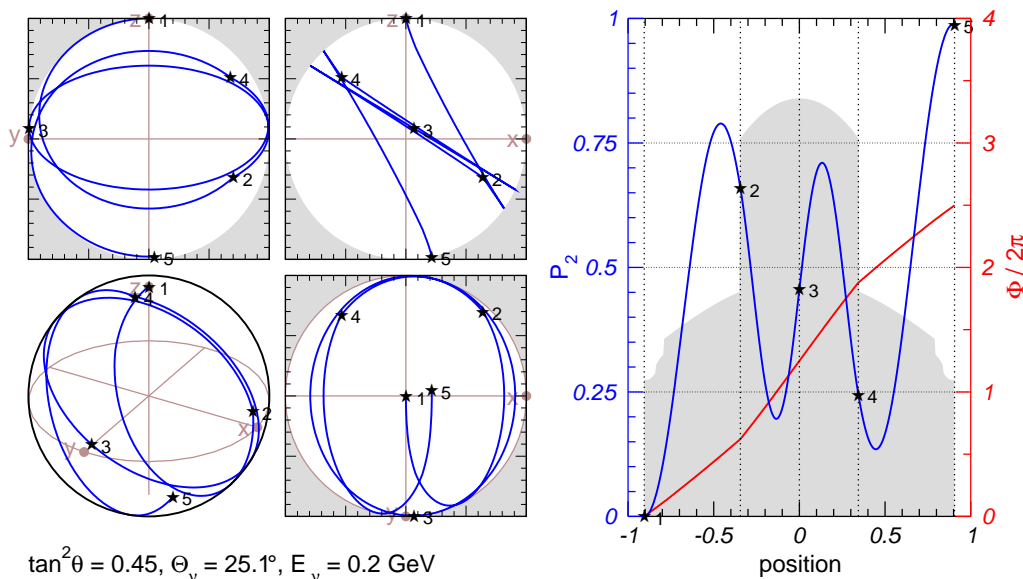 z 1
4
y 3
2
5
z 1
4
3 x
2
5
z 1
4
2
x
3
y
5
2
4
5
1 x
y 3
tan²θ = 0.45, Θν = 25.1°, Eν = 0.2 GeV
1 4
5
0.75 3
2
P2 0.5 2 Φ / 2π
3
0.25 1
4
0 1 0
-1 -0.5 0 0.5 1
position